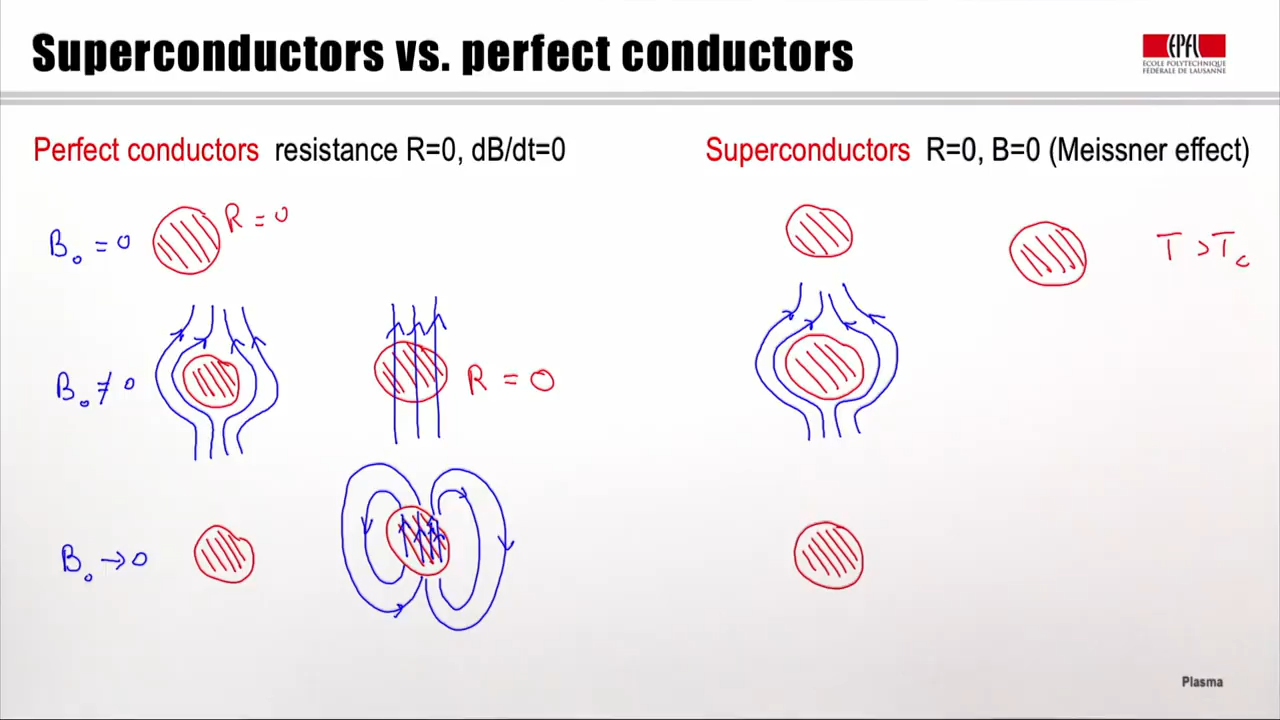 Superconductors vs. perfect conductors
EPFL
ÉCOLE POLYTECHNIQUE
FÉDÉRALE DE LAUSANNE
Perfect conductors resistance R=0, dB/dt=0
Superconductors R=0, B=0 (Meissner effect)
B₀ = 0
R = 0
T > Tc
B₀ ≠ 0
R = 0
B₀ → 0
Plasma